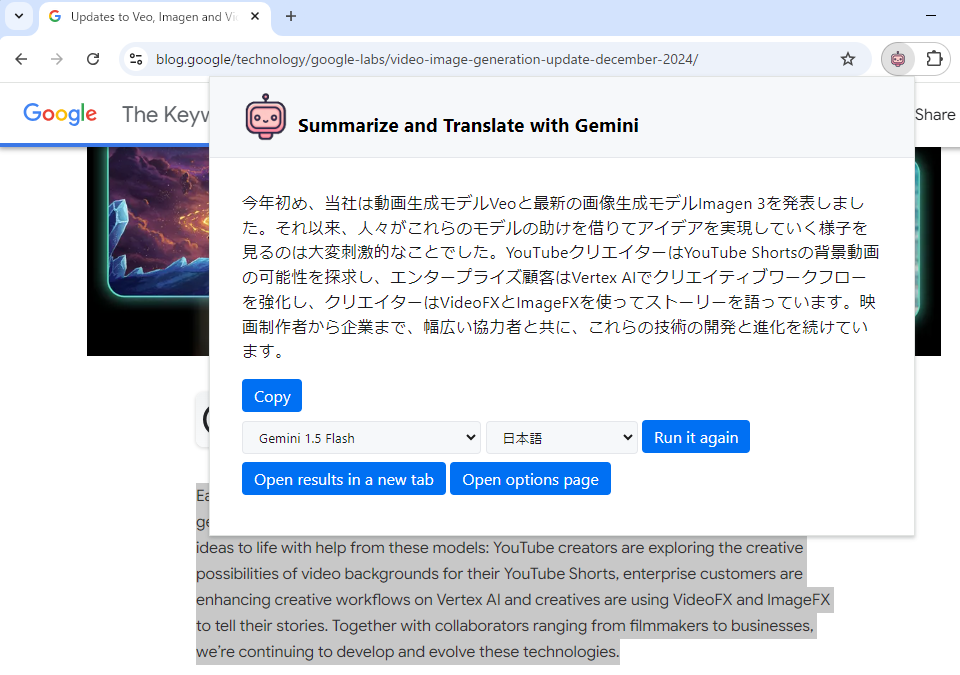 Updates to Veo, Imagen and Vi
blog.google/technology/google-labs/video-image-generation-update-december-2024/
Google The Keyw
Share
Summarize and Translate with Gemini
今年初め、当社は動画生成モデルVeoと最新の画像生成モデルImagen 3を発表しまし
た。それ以来、人々がこれらのモデルの助けを借りてアイデアを実現していく様子を
見るのは大変刺激的なことでした。YouTubeクリエイターはYouTube Shortsの背景動画
の可能性を探求し、エンタープライズ顧客はVertex AIでクリエイティブワークフロー
を強化し、クリエイターはVideoFXとImageFXを使ってストーリーを語っています。映
画制作者から企業まで、幅広い協力者と共に、これらの技術の開発と進化を続けてい
ます。
Copy
Gemini 1.5 Flash 日本語 Run it again
Open results in a new tab Open options page
Ea
ge
ideas to life with help from these models: YouTube creators are exploring the creative
possibilities of video backgrounds for their YouTube Shorts, enterprise customers are
enhancing creative workflows on Vertex AI and creatives are using VideoFX and ImageFX
to tell their stories. Together with collaborators ranging from filmmakers to businesses,
we're continuing to develop and evolve these technologies.